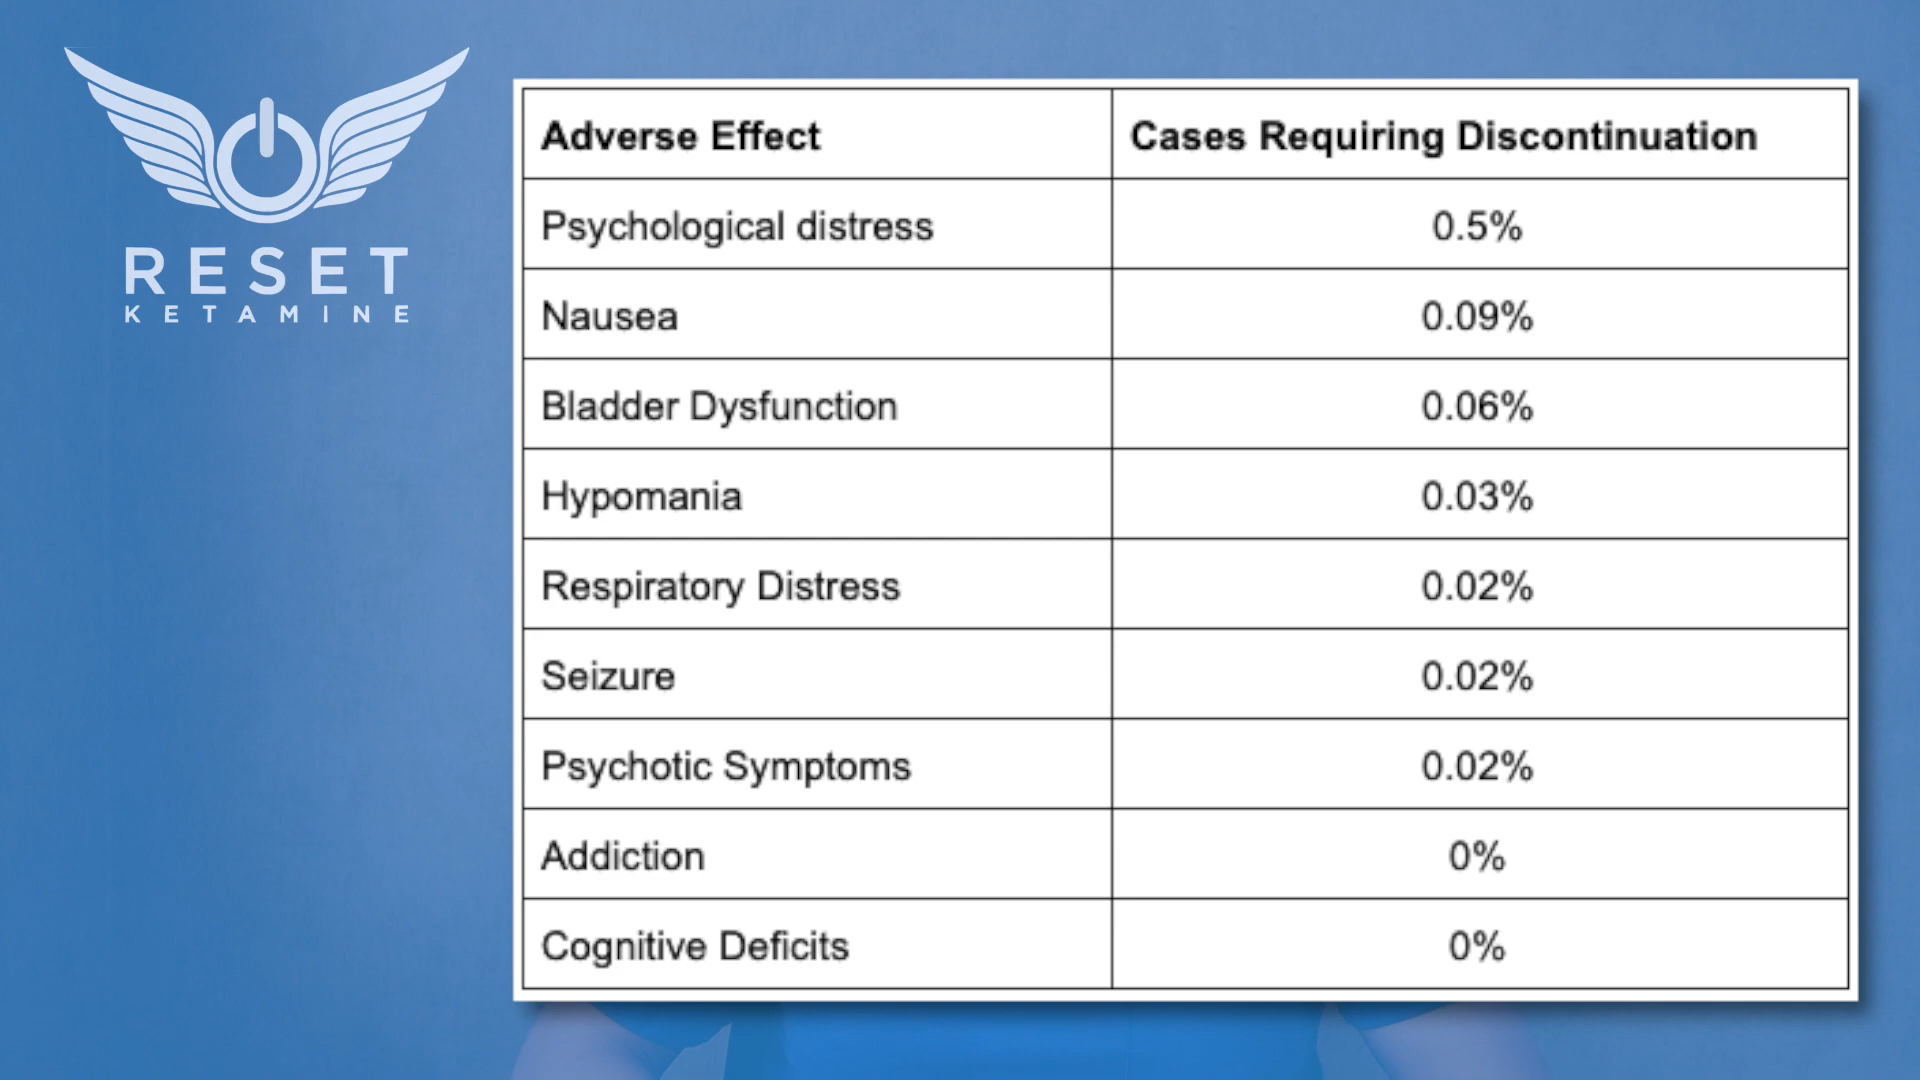 RESET
KETAMINE
Adverse Effect Cases Requiring Discontinuation
Psychological distress 0.5%
Nausea 0.09%
Bladder Dysfunction 0.06%
Hypomania 0.03%
Respiratory Distress 0.02%
Seizure 0.02%
Psychotic Symptoms 0.02%
Addiction 0%
Cognitive Deficits 0%